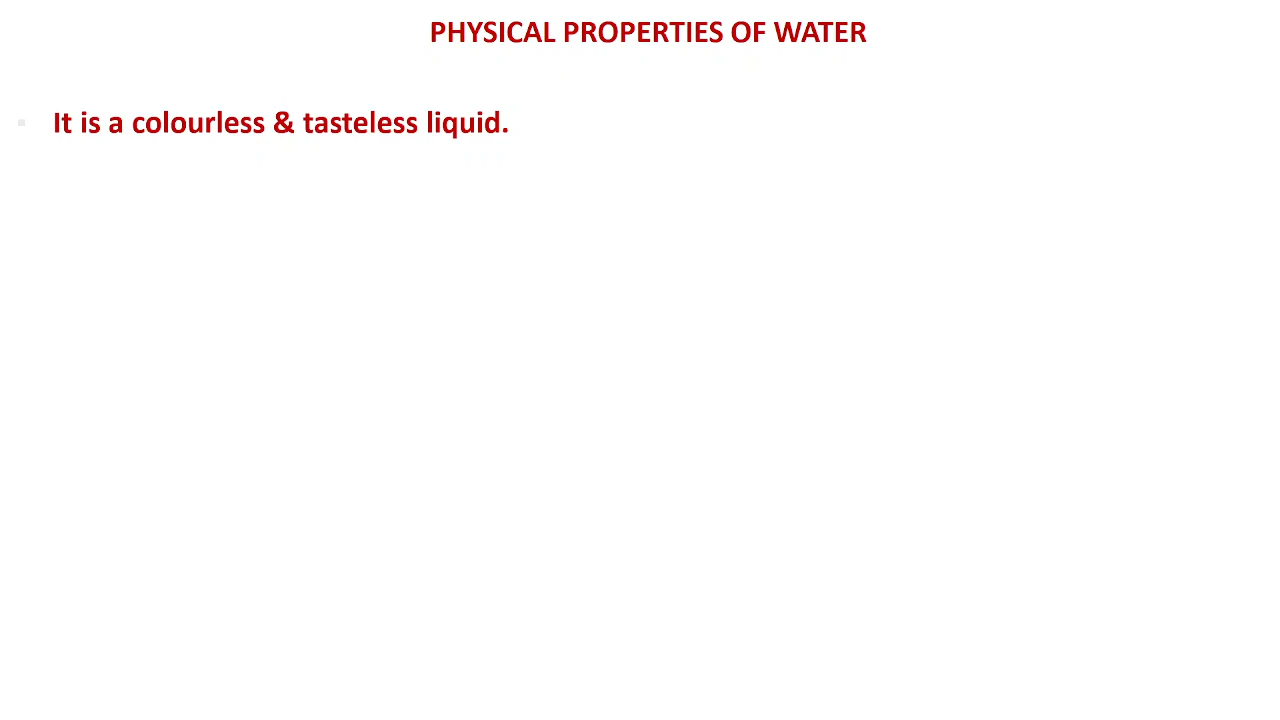 PHYSICAL PROPERTIES OF WATER
▪ It is a colourless & tasteless liquid.